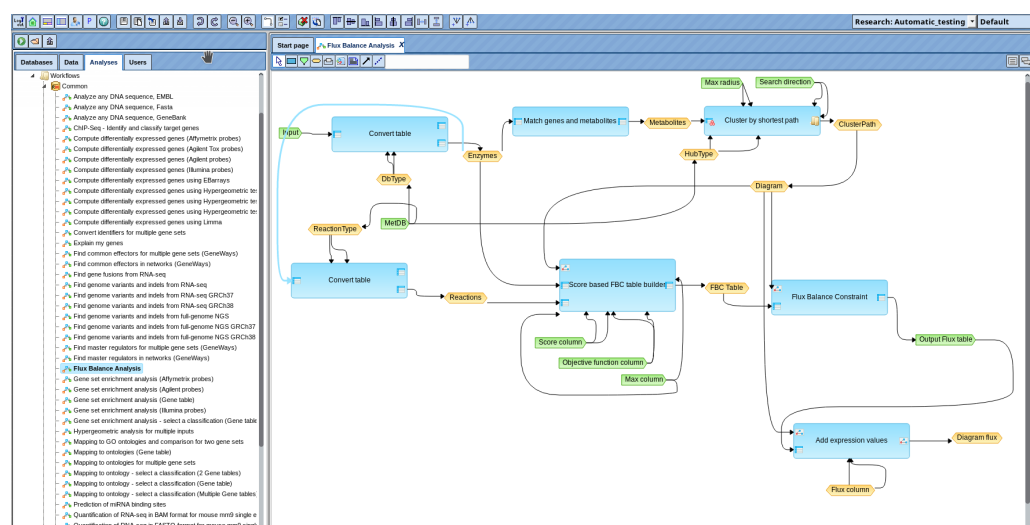 Research: Automatic_testing
Default
Start page
Flux Balance Analysis X
Databases
Data
Analyses
Users
Workflows
Common
Analyze any DNA sequence, EMBL
Analyze any DNA sequence, Fasta
Analyze any DNA sequence, GeneBank
ChIP-Seq - Identify and classify target genes
Compute differentially expressed genes (Affymetrix probes)
Compute differentially expressed genes (Agilent Tox probes)
Compute differentially expressed genes (Agilent probes)
Compute differentially expressed genes (Illumina probes)
Compute differentially expressed genes using EBarrays
Compute differentially expressed genes using Hypergeometric te
Compute differentially expressed genes using Hypergeometric te
Compute differentially expressed genes using Hypergeometric te
Compute differentially expressed genes using Limma
Convert identifiers for multiple gene sets
Explain my genes
Find common effectors for multiple gene sets (GeneWays)
Find common effectors in networks (GeneWays)
Find gene fusions from RNA-seq
Find genome variants and indels from RNA-seq
Find genome variants and indels from RNA-seq GRCh37
Find genome variants and indels from RNA-seq GRCh38
Find genome variants and indels from full-genome NGS
Find genome variants and indels from full-genome NGS GRCh37
Find genome variants and indels from full-genome NGS GRCh38
Find master regulators for multiple gene sets (GeneWays)
Find master regulators in networks (GeneWays)
Flux Balance Analysis
Gene set enrichment analysis (Affymetrix probes)
Gene set enrichment analysis (Agilent probes)
Gene set enrichment analysis (Gene table)
Gene set enrichment analysis (Illumina probes)
Gene set enrichment analysis - select a classification (Gene table
Hypergeometric analysis for multiple inputs
Mapping to GO ontologies and comparison for two gene sets
Mapping to ontologies (Gene table)
Mapping to ontologies for multiple gene sets
Mapping to ontology - select a classification (2 Gene tables)
Mapping to ontology - select a classification (Gene table)
Mapping to ontology - select a classification (Multiple Gene tables
Prediction of miRNA binding sites
Quantification of RNA-seq in BAM format for mouse mm9 single e
Max radius
Search direction
Input
Convert table
Match genes and metabolites
Metabolites
Cluster by shortest path
ClusterPath
Enzymes
HubType
DbType
Diagram
MetDB
ReactionType
Convert table
Reactions
Score based FBC table builder
FBC Table
Flux Balance Constraint
Score column
Objective function column
Max column
Output Flux table
Add expression values
Diagram flux
Flux column